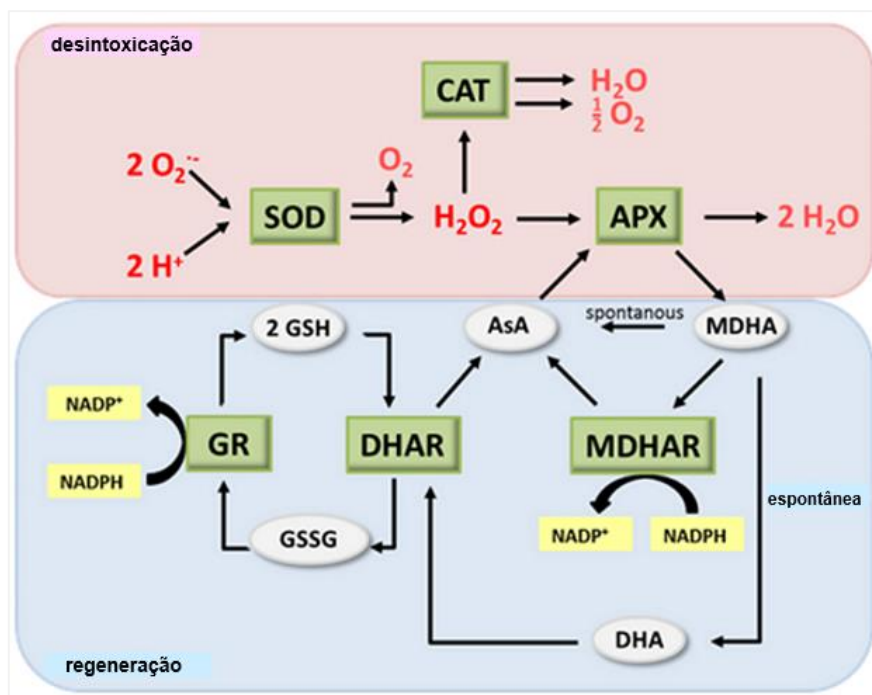 desintoxicação
CAT
H₂O
½ O₂
2 O₂˙⁻
O₂
SOD
H₂O₂
APX
2 H₂O
2 H⁺
2 GSH
AsA
spontanous
MDHA
NADP⁺
GR
DHAR
MDHAR
NADPH
espontânea
GSSG
NADP⁺
NADPH
DHA
regeneração